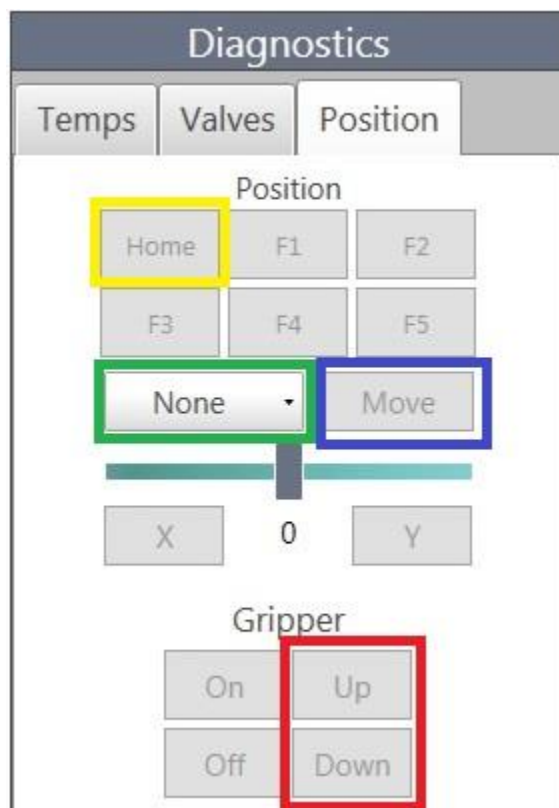 Diagnostics
Temps Valves Position
Position
Home F1 F2
F3 F4 F5
None Move
X 0 Y
Gripper
On Up
Off Down